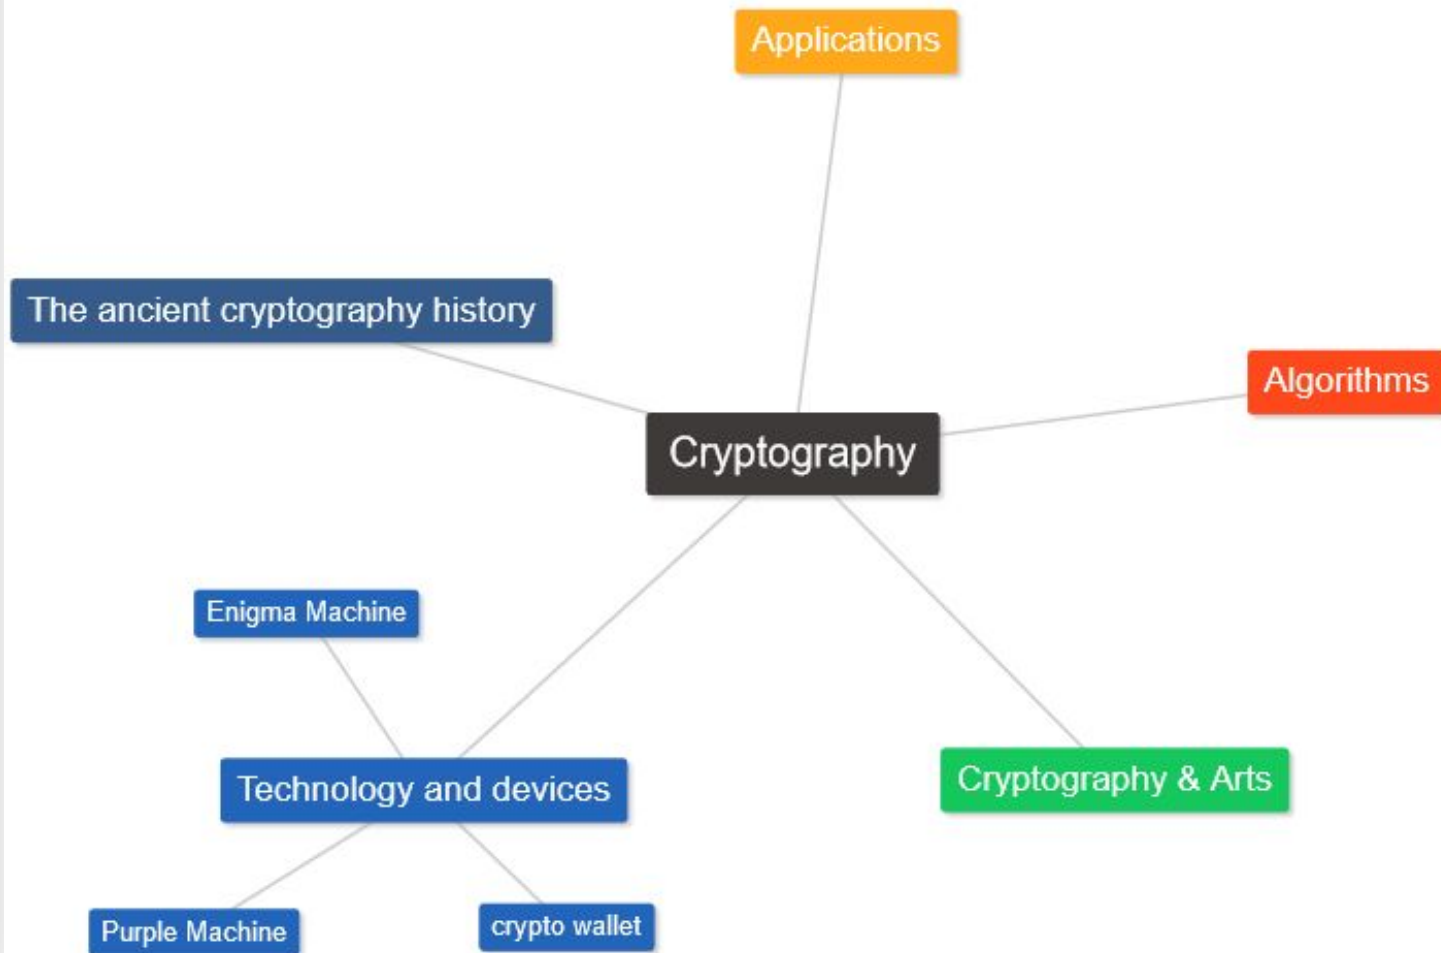 Applications
The ancient cryptography history
Algorithms
Cryptography
Enigma Machine
Technology and devices
Cryptography & Arts
Purple Machine
crypto wallet